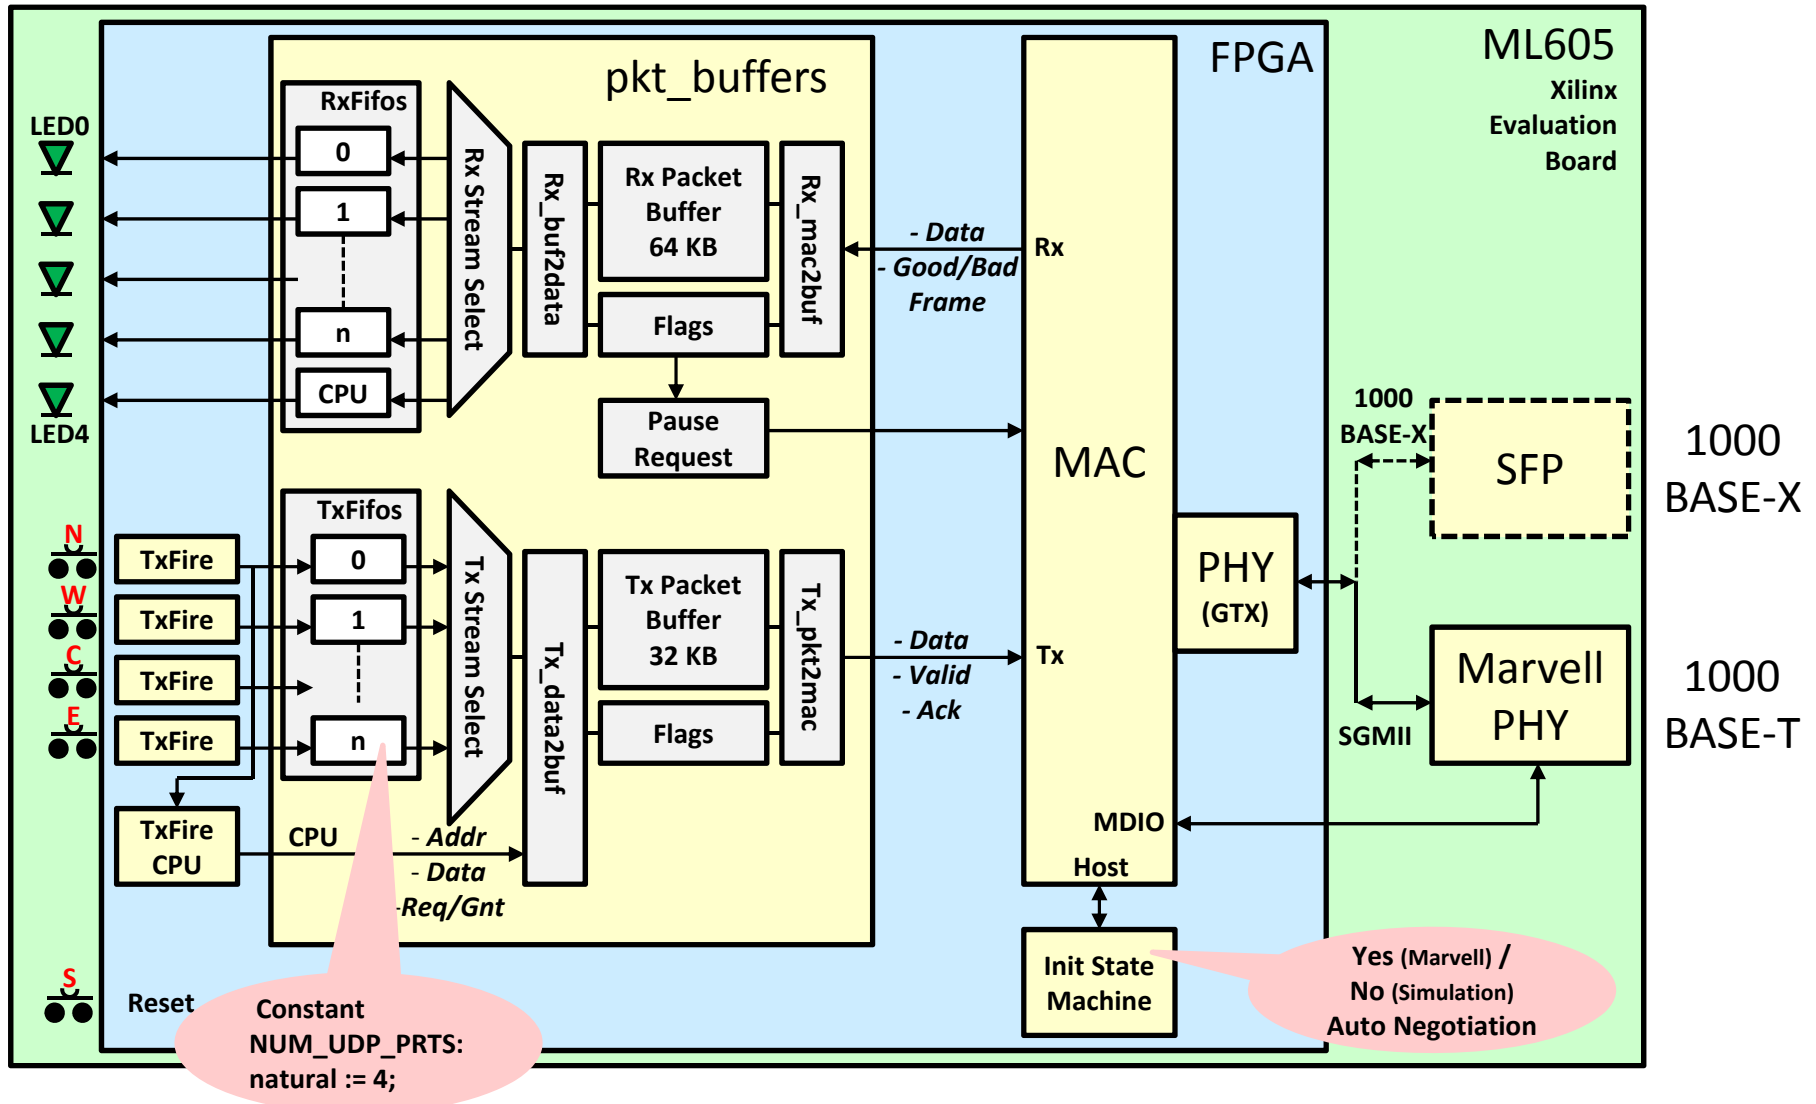 ML605
Xilinx
Evaluation
Board
FPGA
pkt_buffers
LED0
LED4
RxFifos
0
1
n
CPU
Rx Stream Select
Rx_buf2data
Rx Packet
Buffer
64 KB
Flags
Rx_mac2buf
Pause
Request
- Data
- Good/Bad
Frame
Rx
MAC
Tx
MDIO
Host
PHY
(GTX)
1000
BASE-X
SFP
1000
BASE-X
SGMII
Marvell
PHY
1000
BASE-T
N
W
C
E
S
TxFire
TxFire
TxFire
TxFire
TxFire
CPU
TxFifos
0
1
n
Tx Stream Select
Tx_data2buf
Tx Packet
Buffer
32 KB
Flags
Tx_pkt2mac
- Data
- Valid
- Ack
CPU
- Addr
- Data
-Req/Gnt
Reset
Constant
NUM_UDP_PRTS:
natural := 4;
Init State
Machine
Yes (Marvell) /
No (Simulation)
Auto Negotiation